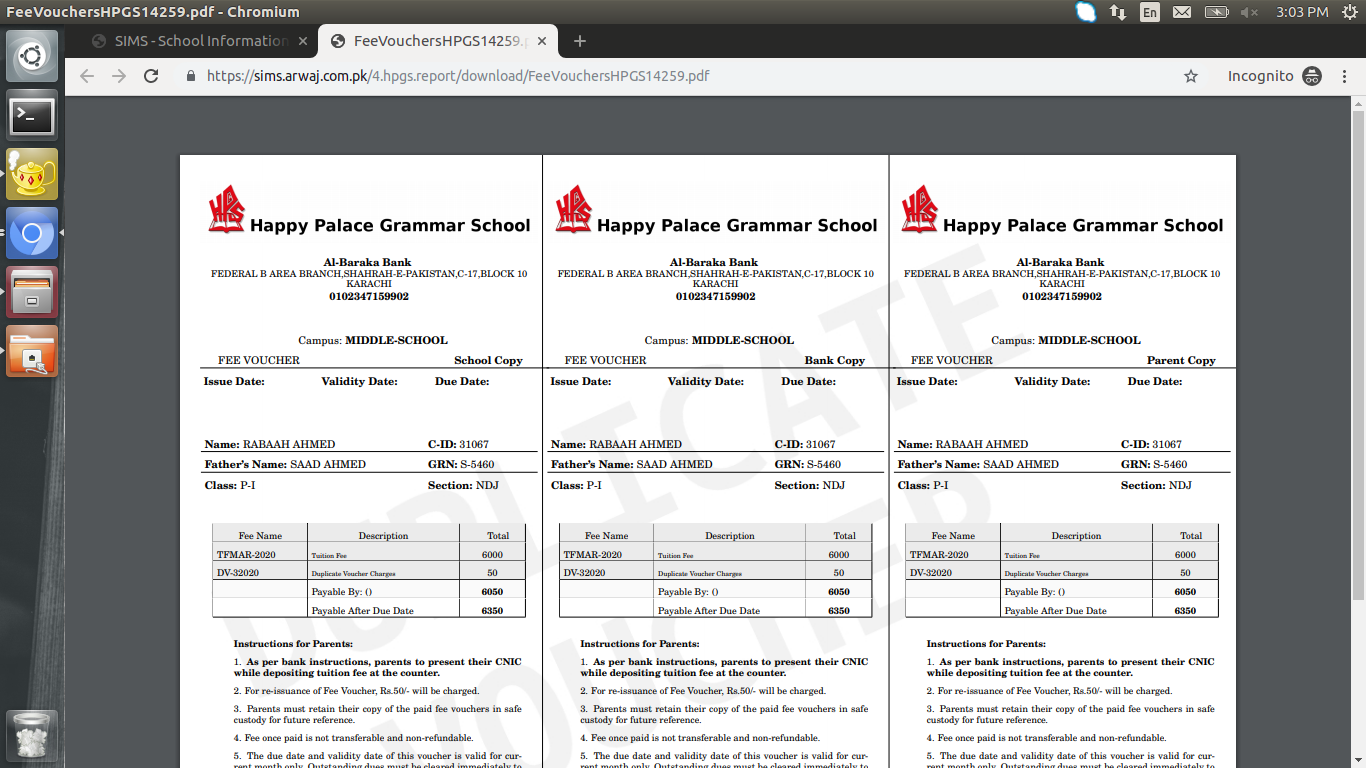 FeeVouchersHPGS14259.pdf - Chromium
En
3:03 PM
SIMS - School Information
FeeVouchersHPGS14259.
https://sims.arwaj.com.pk/4.hpgs.report/download/FeeVouchersHPGS14259.pdf
Incognito
HPGS
Happy Palace Grammar School
Al-Baraka Bank
FEDERAL B AREA BRANCH,SHAHRAH-E-PAKISTAN,C-17,BLOCK 10
KARACHI
0102347159902
Campus: MIDDLE-SCHOOL
FEE VOUCHER School Copy
Issue Date: Validity Date: Due Date:
Name: RABAAH AHMED C-ID: 31067
Father's Name: SAAD AHMED GRN: S-5460
Class: P-I Section: NDJ
Fee Name Description Total
TFMAR-2020 Tuition Fee 6000
DV-32020 Duplicate Voucher Charges 50
Payable By: () 6050
Payable After Due Date 6350
Instructions for Parents:
1. As per bank instructions, parents to present their CNIC
while depositing tuition fee at the counter.
2. For re-issuance of Fee Voucher, Rs.50/- will be charged.
3. Parents must retain their copy of the paid fee vouchers in safe
custody for future reference.
4. Fee once paid is not transferable and non-refundable.
5. The due date and validity date of this voucher is valid for cur-
rent month only. Outstanding dues must be cleared immediately to
HPGS
Happy Palace Grammar School
Al-Baraka Bank
FEDERAL B AREA BRANCH,SHAHRAH-E-PAKISTAN,C-17,BLOCK 10
KARACHI
0102347159902
Campus: MIDDLE-SCHOOL
FEE VOUCHER Bank Copy
Issue Date: Validity Date: Due Date:
Name: RABAAH AHMED C-ID: 31067
Father's Name: SAAD AHMED GRN: S-5460
Class: P-I Section: NDJ
Fee Name Description Total
TFMAR-2020 Tuition Fee 6000
DV-32020 Duplicate Voucher Charges 50
Payable By: () 6050
Payable After Due Date 6350
Instructions for Parents:
1. As per bank instructions, parents to present their CNIC
while depositing tuition fee at the counter.
2. For re-issuance of Fee Voucher, Rs.50/- will be charged.
3. Parents must retain their copy of the paid fee vouchers in safe
custody for future reference.
4. Fee once paid is not transferable and non-refundable.
5. The due date and validity date of this voucher is valid for cur-
rent month only. Outstanding dues must be cleared immediately to
HPGS
Happy Palace Grammar School
Al-Baraka Bank
FEDERAL B AREA BRANCH,SHAHRAH-E-PAKISTAN,C-17,BLOCK 10
KARACHI
0102347159902
Campus: MIDDLE-SCHOOL
FEE VOUCHER Parent Copy
Issue Date: Validity Date: Due Date:
Name: RABAAH AHMED C-ID: 31067
Father's Name: SAAD AHMED GRN: S-5460
Class: P-I Section: NDJ
Fee Name Description Total
TFMAR-2020 Tuition Fee 6000
DV-32020 Duplicate Voucher Charges 50
Payable By: () 6050
Payable After Due Date 6350
Instructions for Parents:
1. As per bank instructions, parents to present their CNIC
while depositing tuition fee at the counter.
2. For re-issuance of Fee Voucher, Rs.50/- will be charged.
3. Parents must retain their copy of the paid fee vouchers in safe
custody for future reference.
4. Fee once paid is not transferable and non-refundable.
5. The due date and validity date of this voucher is valid for cur-
rent month only. Outstanding dues must be cleared immediately to
DUPLICATE
VOUCHER